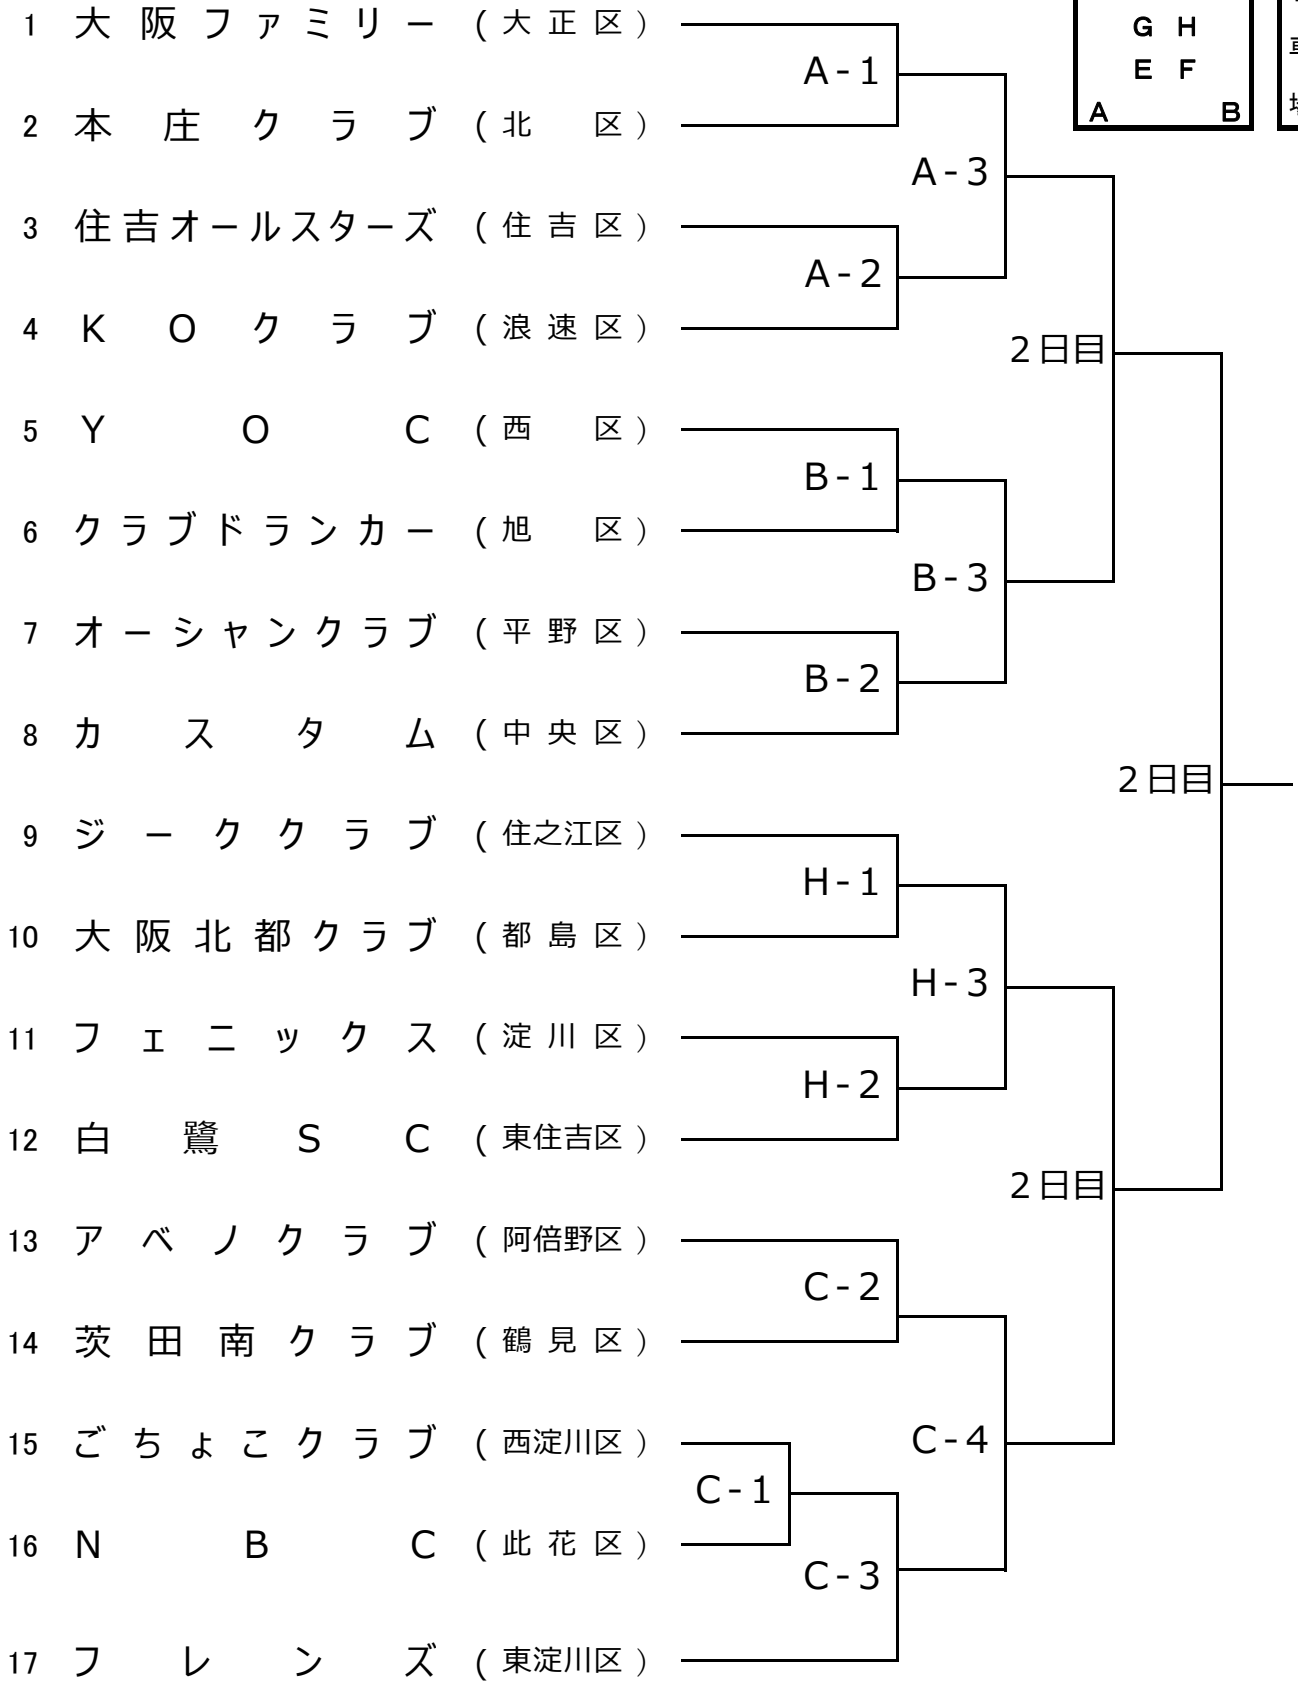 1 大阪ファミリー (大正区)
G H
A-1
E F
A B
2 本庄クラブ (北区)
A-3
3 住吉オールスターズ (住吉区)
A-2
4 KOクラブ (浪速区)
2日目
5 YOC (西区)
B-1
6 クラブドランカー (旭区)
B-3
7 オーシャンクラブ (平野区)
B-2
8 カスタム (中央区)
2日目
9 ジーククラブ (住之江区)
H-1
10 大阪北都クラブ (都島区)
H-3
11 フェニックス (淀川区)
H-2
12 白鷺SC (東住吉区)
2日目
13 アベノクラブ (阿倍野区)
C-2
14 茨田南クラブ (鶴見区)
15 ごちょこクラブ (西淀川区)
C-4
C-1
16 NBC (此花区)
C-3
17 フレンズ (東淀川区)